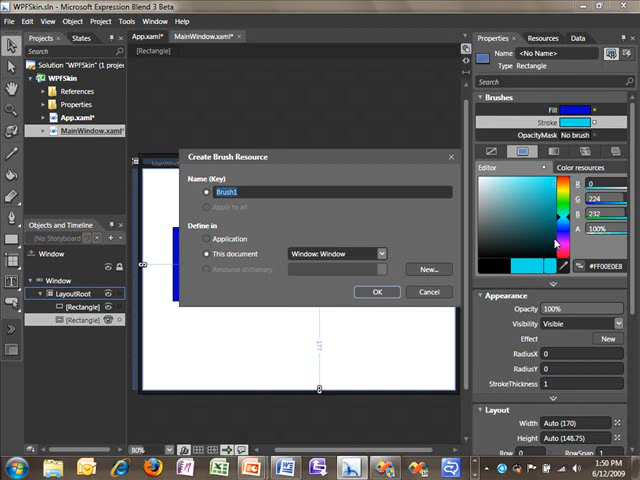 WPFSkin.sln - Microsoft Expression Blend 3 Beta
File Edit View Object Project Tools Window Help
Projects States
Solution "WPFSkin" (1 projec
WPFSkin
References
Properties
App.xaml*
MainWindow.xaml*
Objects and Timeline
(No Storyboard
Window
Window
LayoutRoot
[Rectangle]
[Rectangle]
App.xaml* MainWindow.xaml*
[Rectangle]
Create Brush Resource
Name (Key)
Brush1
Apply to all
Define in
Application
This document Window: Window
Resource dictionary New...
OK Cancel
177
80%
Properties Resources Data
Name <No Name>
Type Rectangle
Search
Brushes
Fill
Stroke
OpacityMask No brush
Editor Color resources
R 0
G 224
B 232
A 100%
#FF00E0E8
Appearance
Opacity 100%
Visibility Visible
Effect New
RadiusX 0
RadiusY 0
StrokeThickness 1
Layout
Width Auto (170)
Height Auto (148.75)
Row 0 RowSpan 1
1:50 PM
6/12/2009